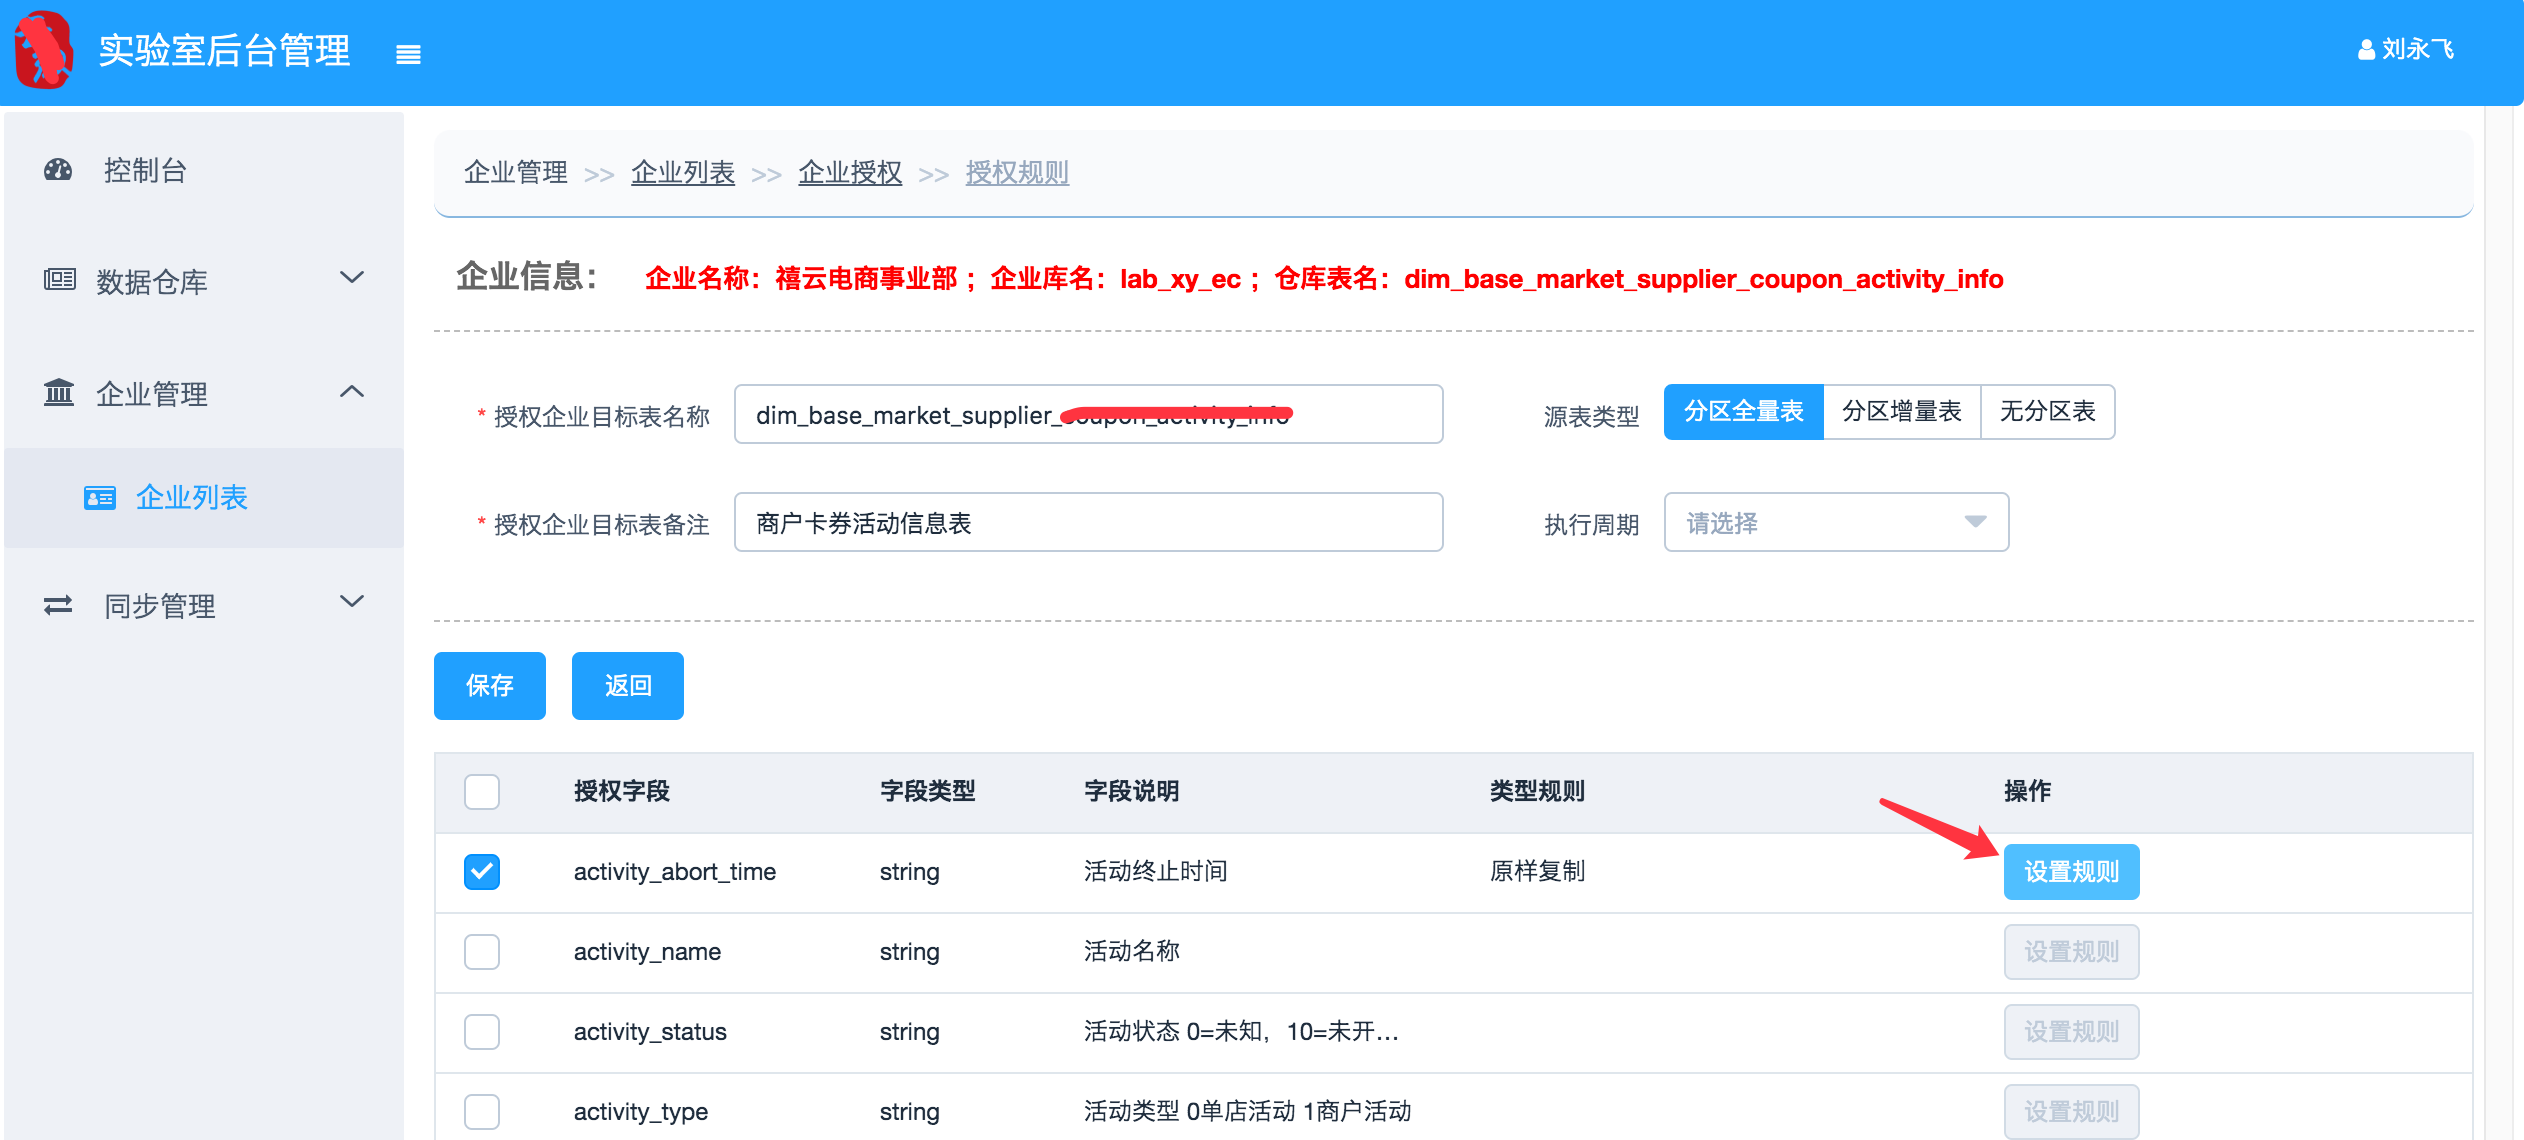 实验室后台管理
刘永飞
控制台
数据仓库
企业管理
企业列表
同步管理
企业管理 >> 企业列表 >> 企业授权 >> 授权规则
企业信息： 企业名称：禧云电商事业部 ；企业库名：lab_xy_ec ；仓库表名：dim_base_market_supplier_coupon_activity_info
* 授权企业目标表名称 dim_base_market_supplier_coupon_activity_info
源表类型 分区全量表 分区增量表 无分区表
* 授权企业目标表备注 商户卡券活动信息表
执行周期 请选择
保存 返回
授权字段 字段类型 字段说明 类型规则 操作
activity_abort_time string 活动终止时间 原样复制 设置规则
activity_name string 活动名称 设置规则
activity_status string 活动状态 0=未知，10=未开... 设置规则
activity_type string 活动类型 0单店活动 1商户活动 设置规则